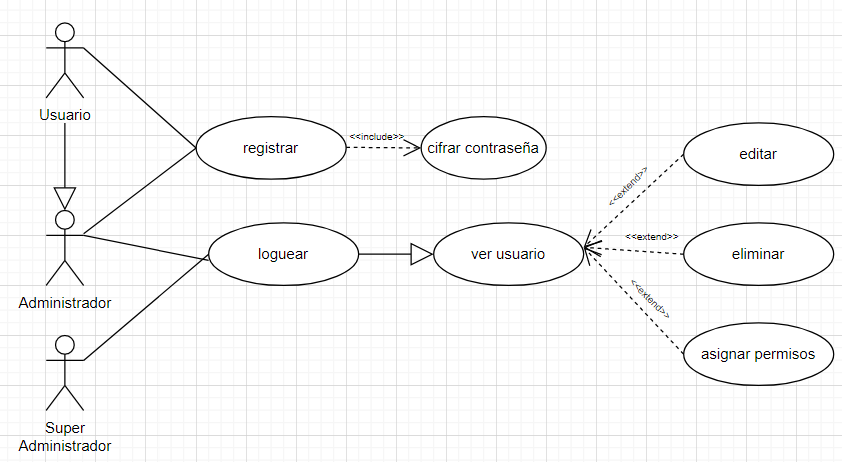 Usuario
registrar
<<include>>
cifrar contraseña
editar
<<extend>>
loguear
ver usuario
<<extend>>
eliminar
Administrador
<<extend>>
asignar permisos
Super
Administrador